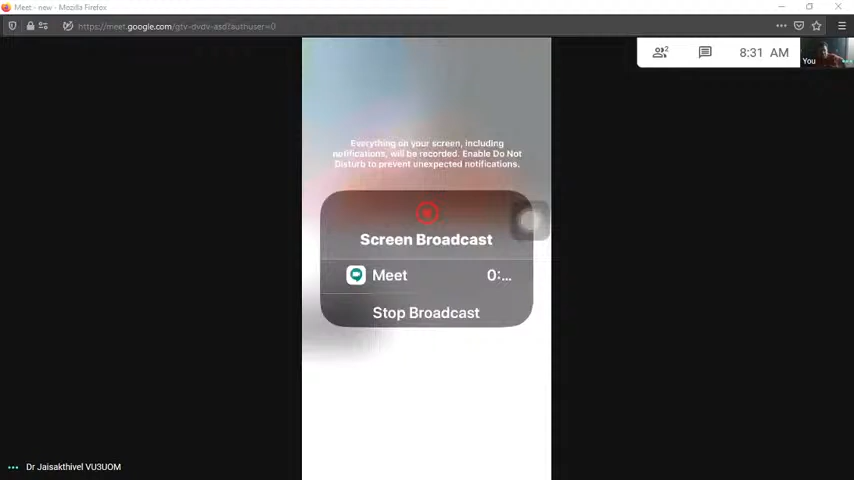 Meet - new - Mozilla Firefox
https://meet.google.com/gtv-dvdv-asd?authuser=0
2
8:31 AM
You
Everything on your screen, including
notifications, will be recorded. Enable Do Not
Disturb to prevent unexpected notifications.
Screen Broadcast
Meet 0:...
Stop Broadcast
Dr Jaisakthivel VU3UOM